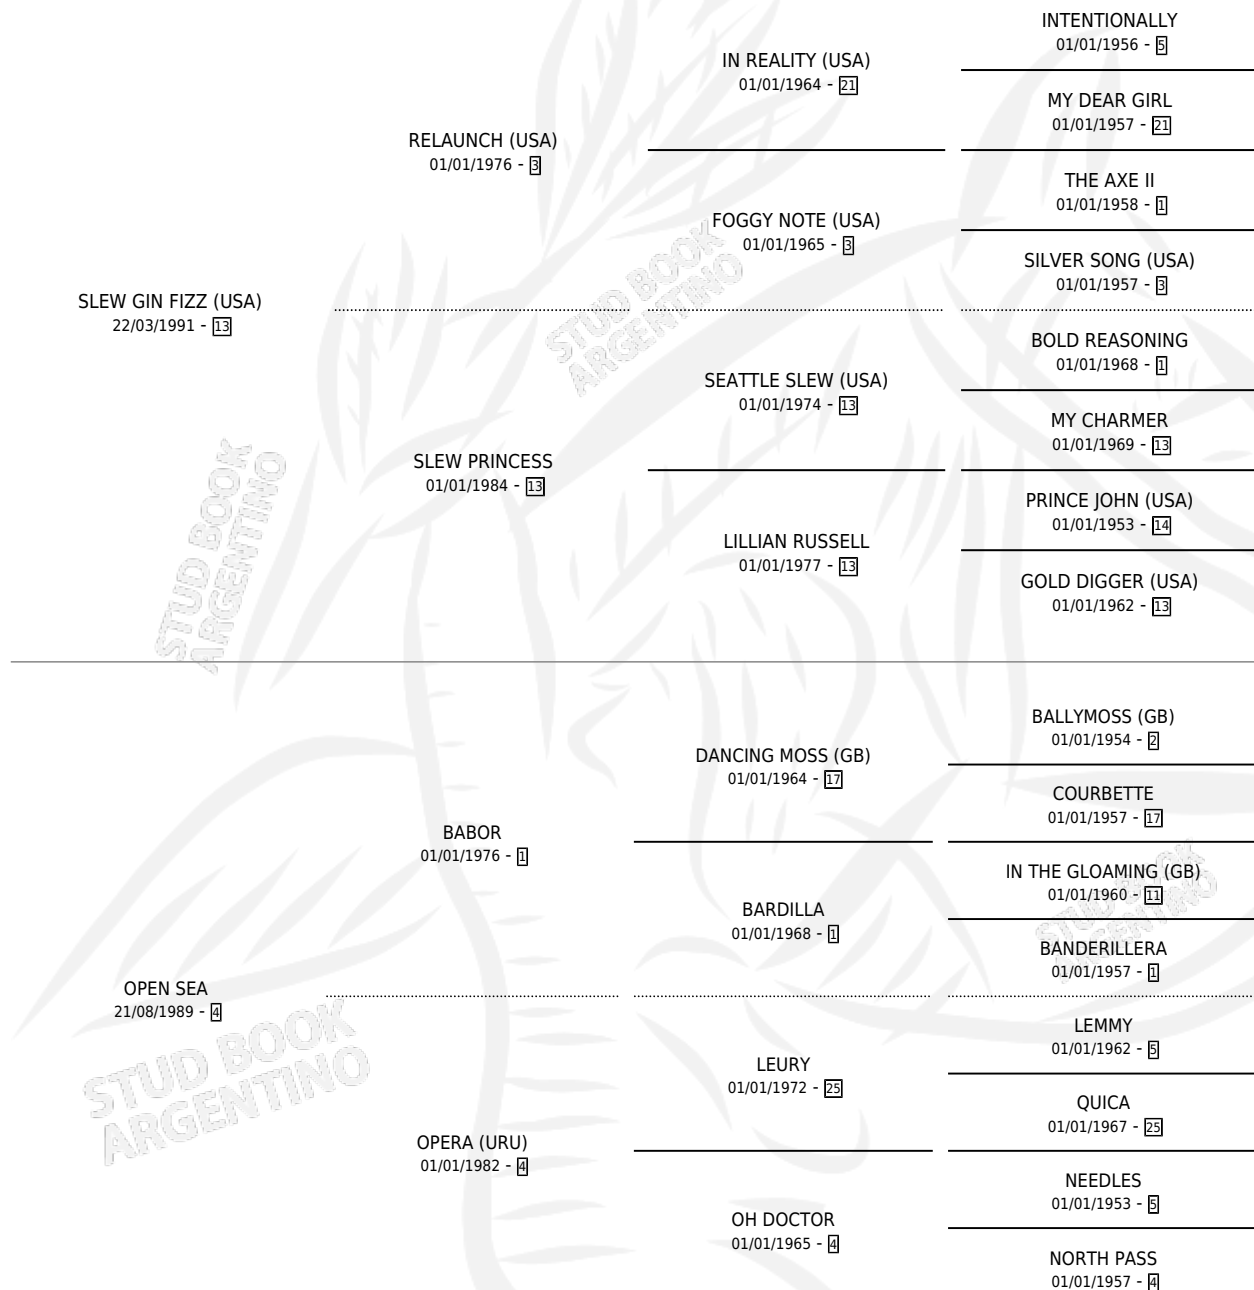 INTENTIONALLY
01/01/1956 - 5
IN REALITY (USA)
01/01/1964 - 21
MY DEAR GIRL
01/01/1957 - 21
RELAUNCH (USA)
01/01/1976 - 3
THE AXE II
01/01/1958 - 1
FOGGY NOTE (USA)
01/01/1965 - 3
SILVER SONG (USA)
01/01/1957 - 3
SLEW GIN FIZZ (USA)
22/03/1991 - 13
STUD BOOK
ARGENTINO
BOLD REASONING
01/01/1968 - 1
SEATTLE SLEW (USA)
01/01/1974 - 13
MY CHARMER
01/01/1969 - 13
SLEW PRINCESS
01/01/1984 - 13
PRINCE JOHN (USA)
01/01/1953 - 14
LILLIAN RUSSELL
01/01/1977 - 13
GOLD DIGGER (USA)
01/01/1962 - 13
STUD BOOK
ARGENTINO
BALLYMOSS (GB)
01/01/1954 - 2
DANCING MOSS (GB)
01/01/1964 - 17
COURBETTE
01/01/1957 - 17
BABOR
01/01/1976 - 1
IN THE GLOAMING (GB)
01/01/1960 - 11
BARDILLA
01/01/1968 - 1
BANDERILLERA
01/01/1957 - 1
STUD BOOK
ARGENTINO
OPEN SEA
21/08/1989 - 4
LEMMY
01/01/1962 - 5
LEURY
01/01/1972 - 25
QUICA
01/01/1967 - 25
STUD BOOK
ARGENTINO
OPERA (URU)
01/01/1982 - 4
NEEDLES
01/01/1953 - 5
OH DOCTOR
01/01/1965 - 4
NORTH PASS
01/01/1957 - 4